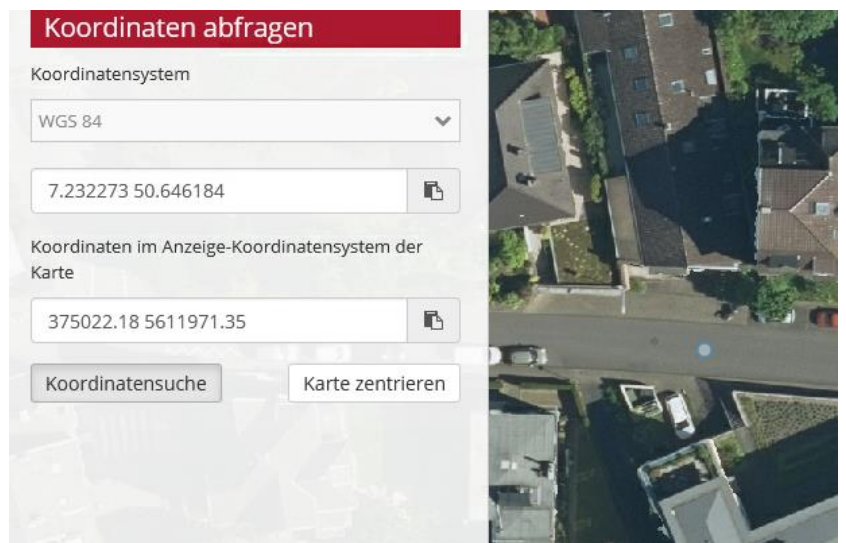 Koordinaten abfragen
Koordinatensystem
WGS 84
7.232273 50.646184
Koordinaten im Anzeige-Koordinatensystem der
Karte
375022.18 5611971.35
Koordinatensuche
Karte zentrieren